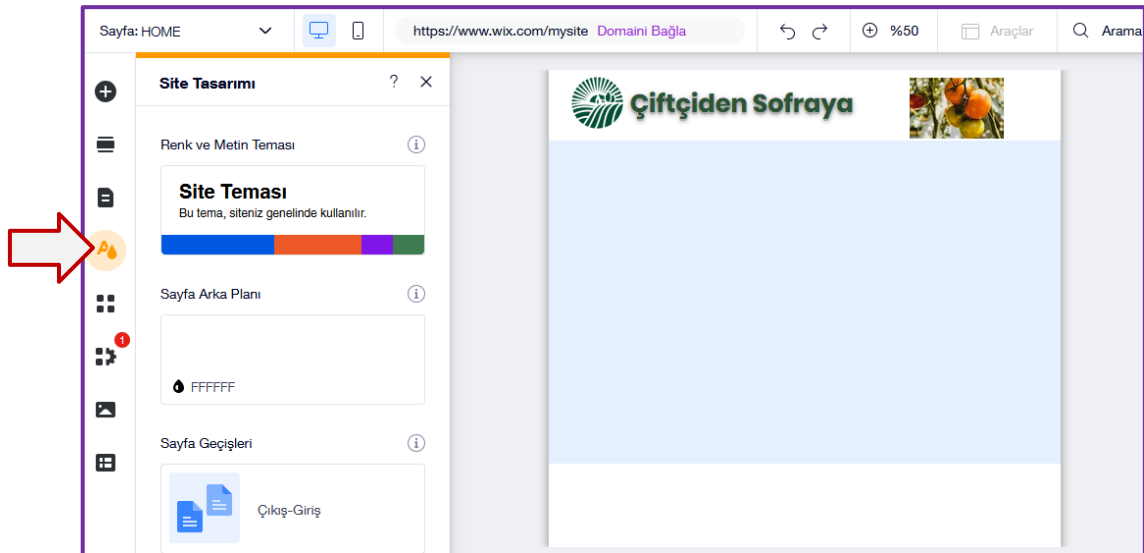 Sayfa: HOME
https://www.wix.com/mysite Domaini Bağla
%50
Araçlar
Arama
Site Tasarımı
?
Renk ve Metin Teması
Site Teması
Bu tema, siteniz genelinde kullanılır.
Sayfa Arka Planı
FFFFFF
Sayfa Geçişleri
Çıkış-Giriş
1
Çiftçiden Sofraya